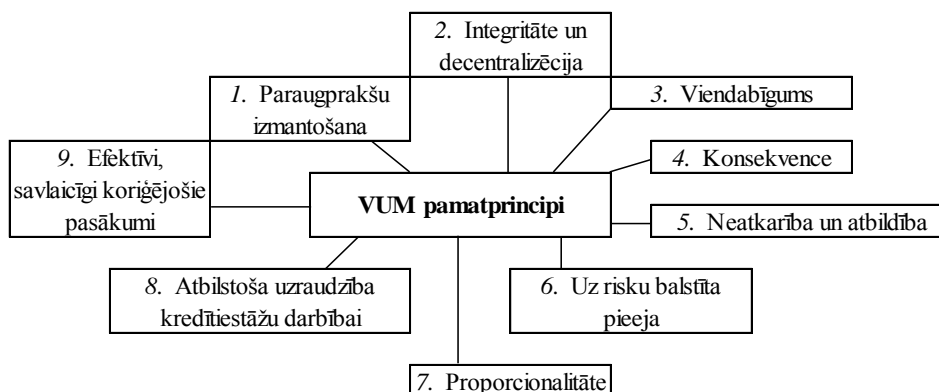 2. Integritāte un
decentralizēcija
1. Paraugprakšu
izmantošana
3. Viendabīgums
9. Efektīvi,
savlaicīgi koriģējošie
pasākumi
4. Konsekvence
VUM pamatprincipi
5. Neatkarība un atbildība
8. Atbilstoša uzraudzība
kredītiestāžu darbībai
6. Uz risku balstīta
pieeja
7. Proporcionalitāte